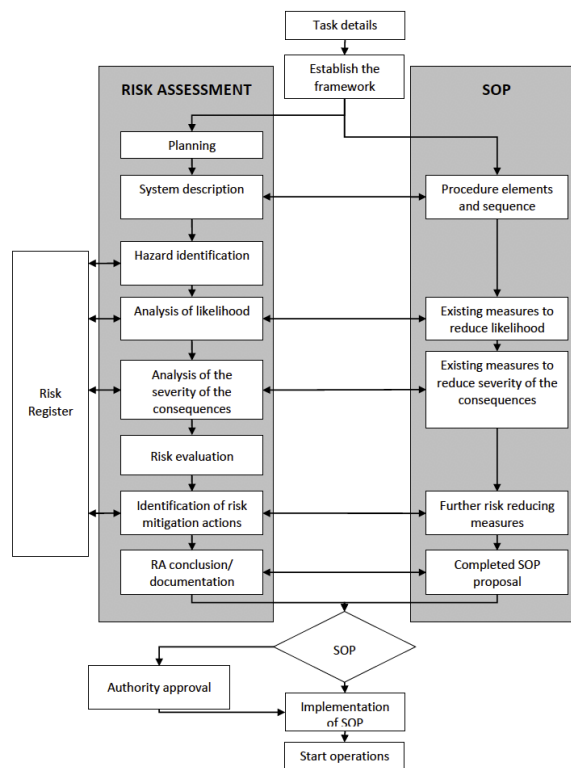 Task details
Establish the
framework
RISK ASSESSMENT
SOP
Planning
System description
Procedure elements
and sequence
Hazard identification
Analysis of likelihood
Existing measures to
reduce likelihood
Risk
Register
Analysis of the
severity of the
consequences
Existing measures to
reduce severity of the
consequences
Risk evaluation
Identification of risk
mitigation actions
Further risk reducing
measures
RA conclusion/
documentation
Completed SOP
proposal
SOP
Authority approval
Implementation
of SOP
Start operations